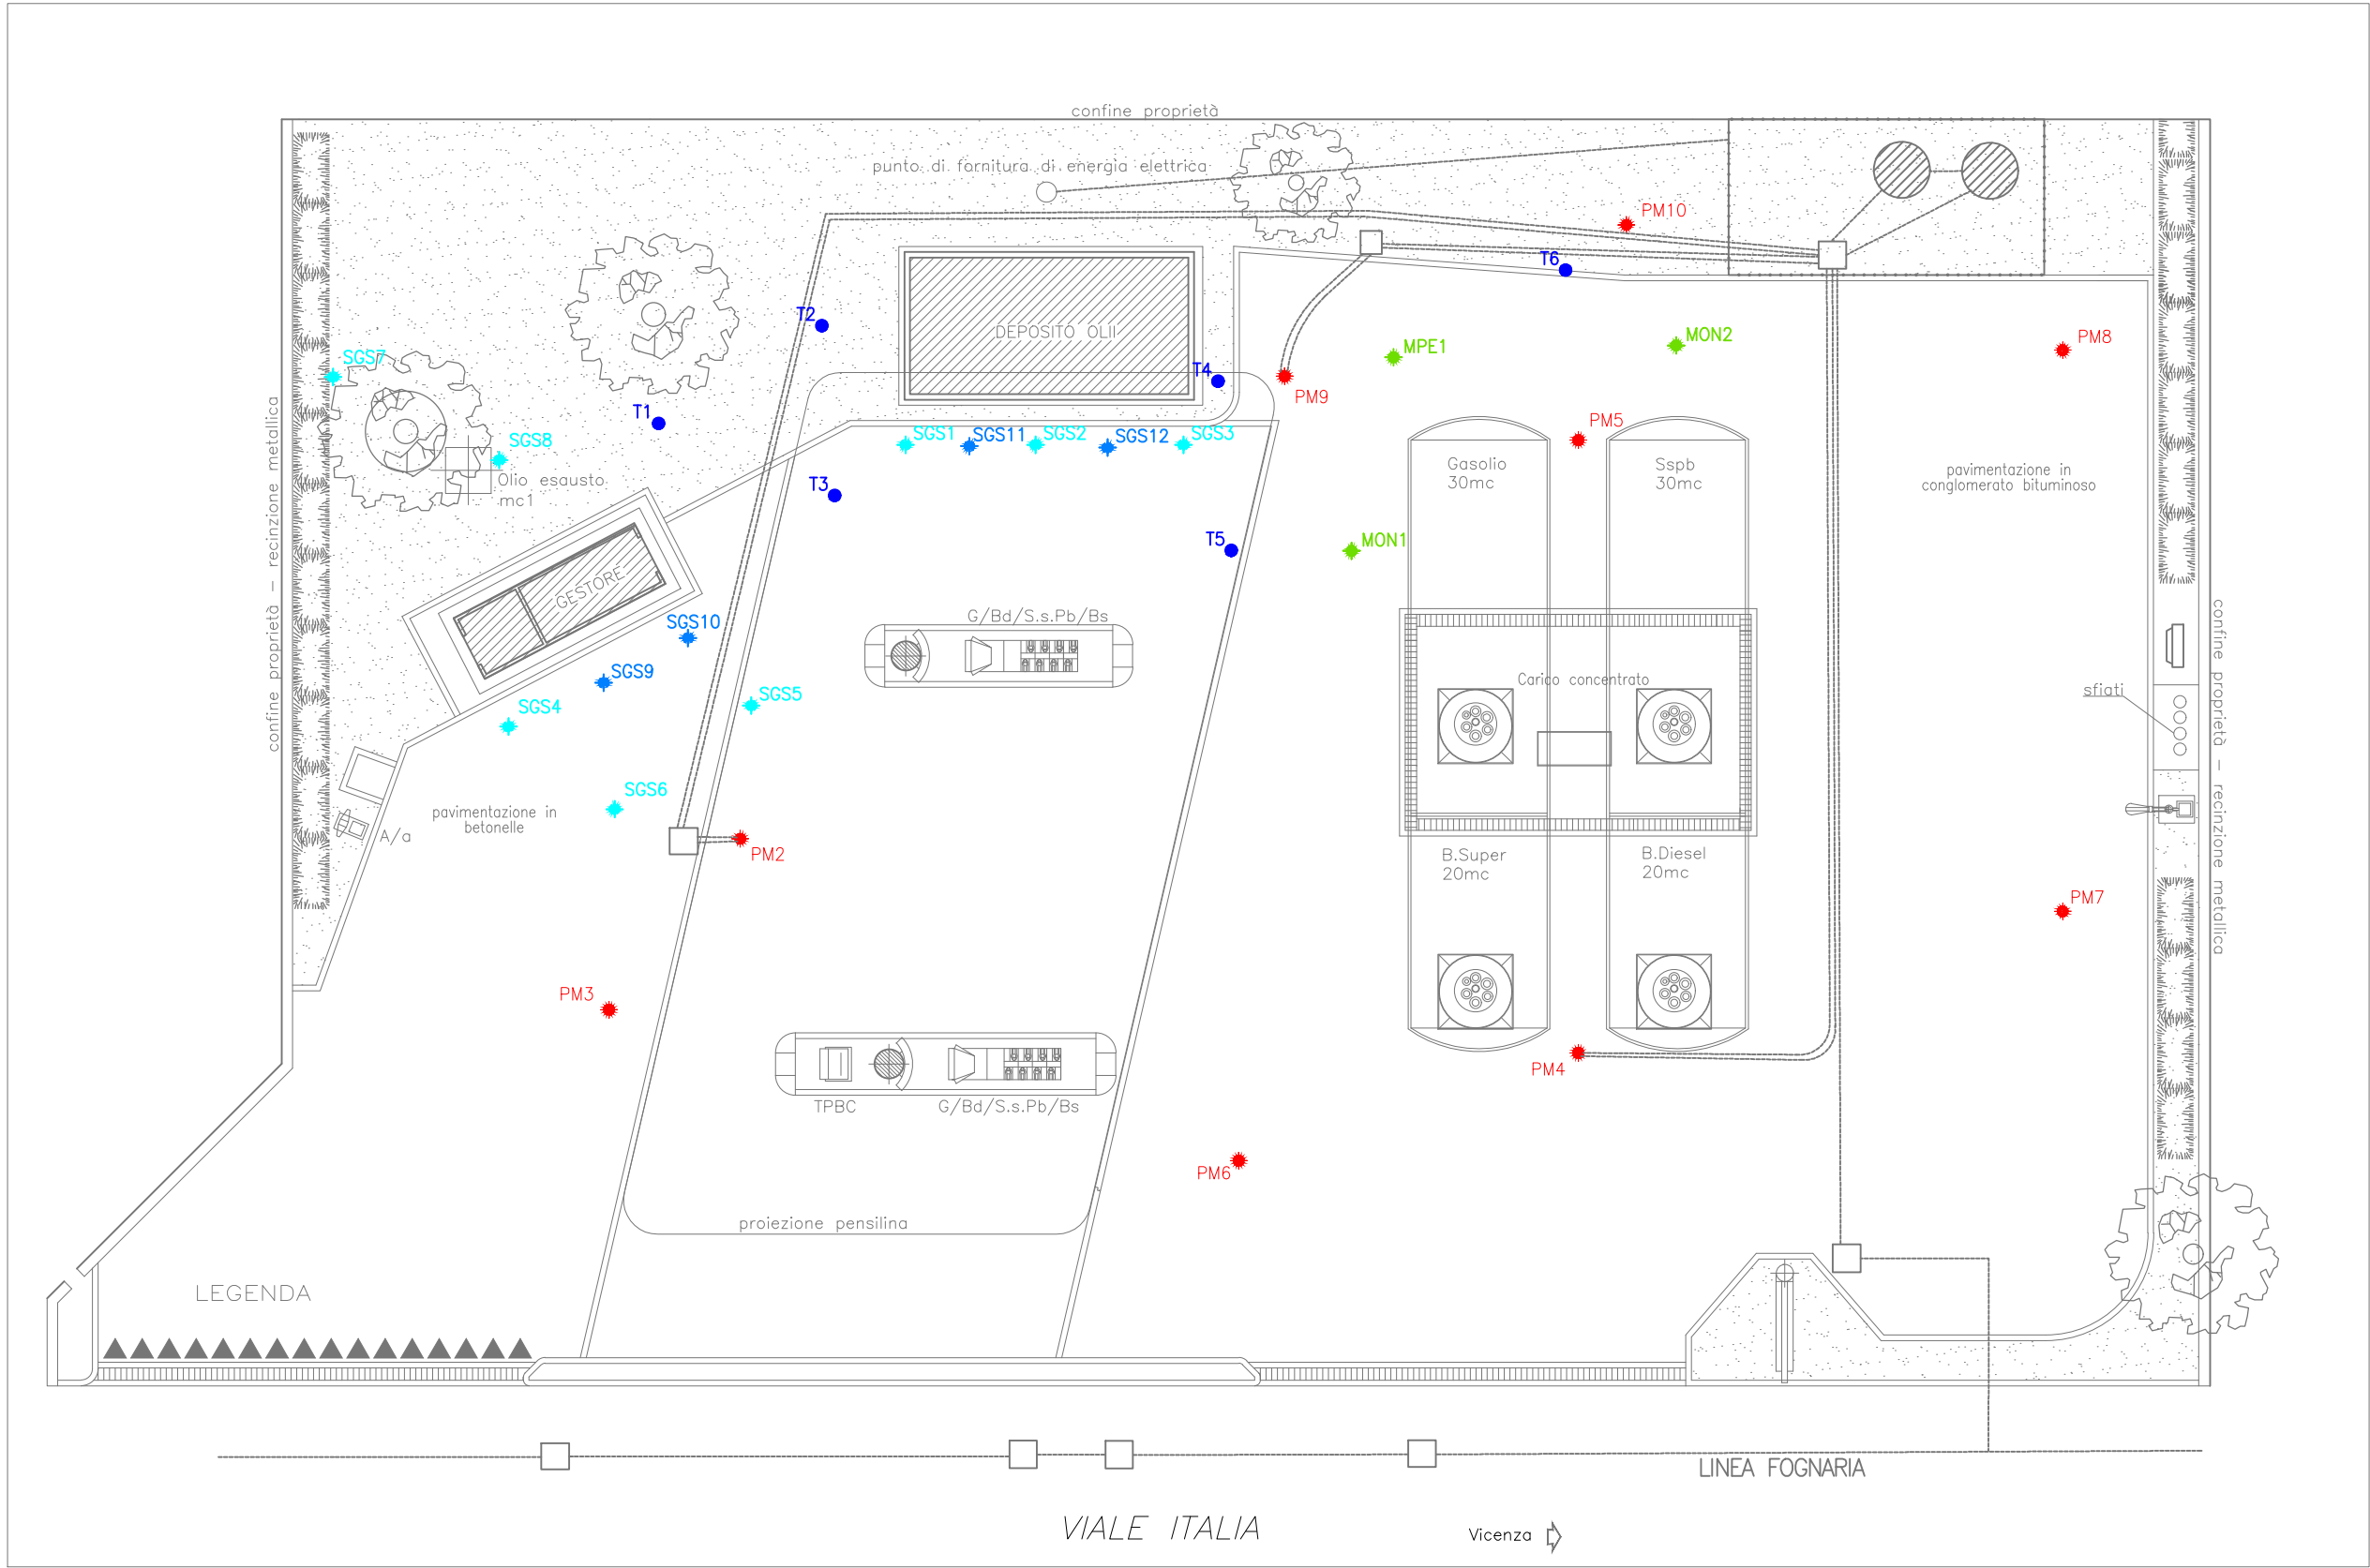 confine proprietà
punto di fornitura di energia elettrica
PM10
T6
T2
DEPOSITO OLII
MPE1
MON2
PM8
SGS7
T4
PM9
T1
PM5
SGS8
SGS1
SGS11
SGS2
SGS12
SGS3
Olio esausto
mc1
T3
Gasolio
30mc
Sspb
30mc
pavimentazione in
conglomerato bituminoso
T5
MON1
confine proprietà – recinzione metallica
GESTORE
SGS10
G/Bd/S.s.Pb/Bs
SGS9
SGS4
SGS5
Carico concentrato
sfiati
confine proprietà – recinzione metallica
SGS6
pavimentazione in
betonelle
A/a
PM2
B.Super
20mc
B.Diesel
20mc
PM7
PM3
PM4
TPBC
G/Bd/S.s.Pb/Bs
PM6
proiezione pensilina
LEGENDA
LINEA FOGNARIA
VIALE ITALIA
Vicenza